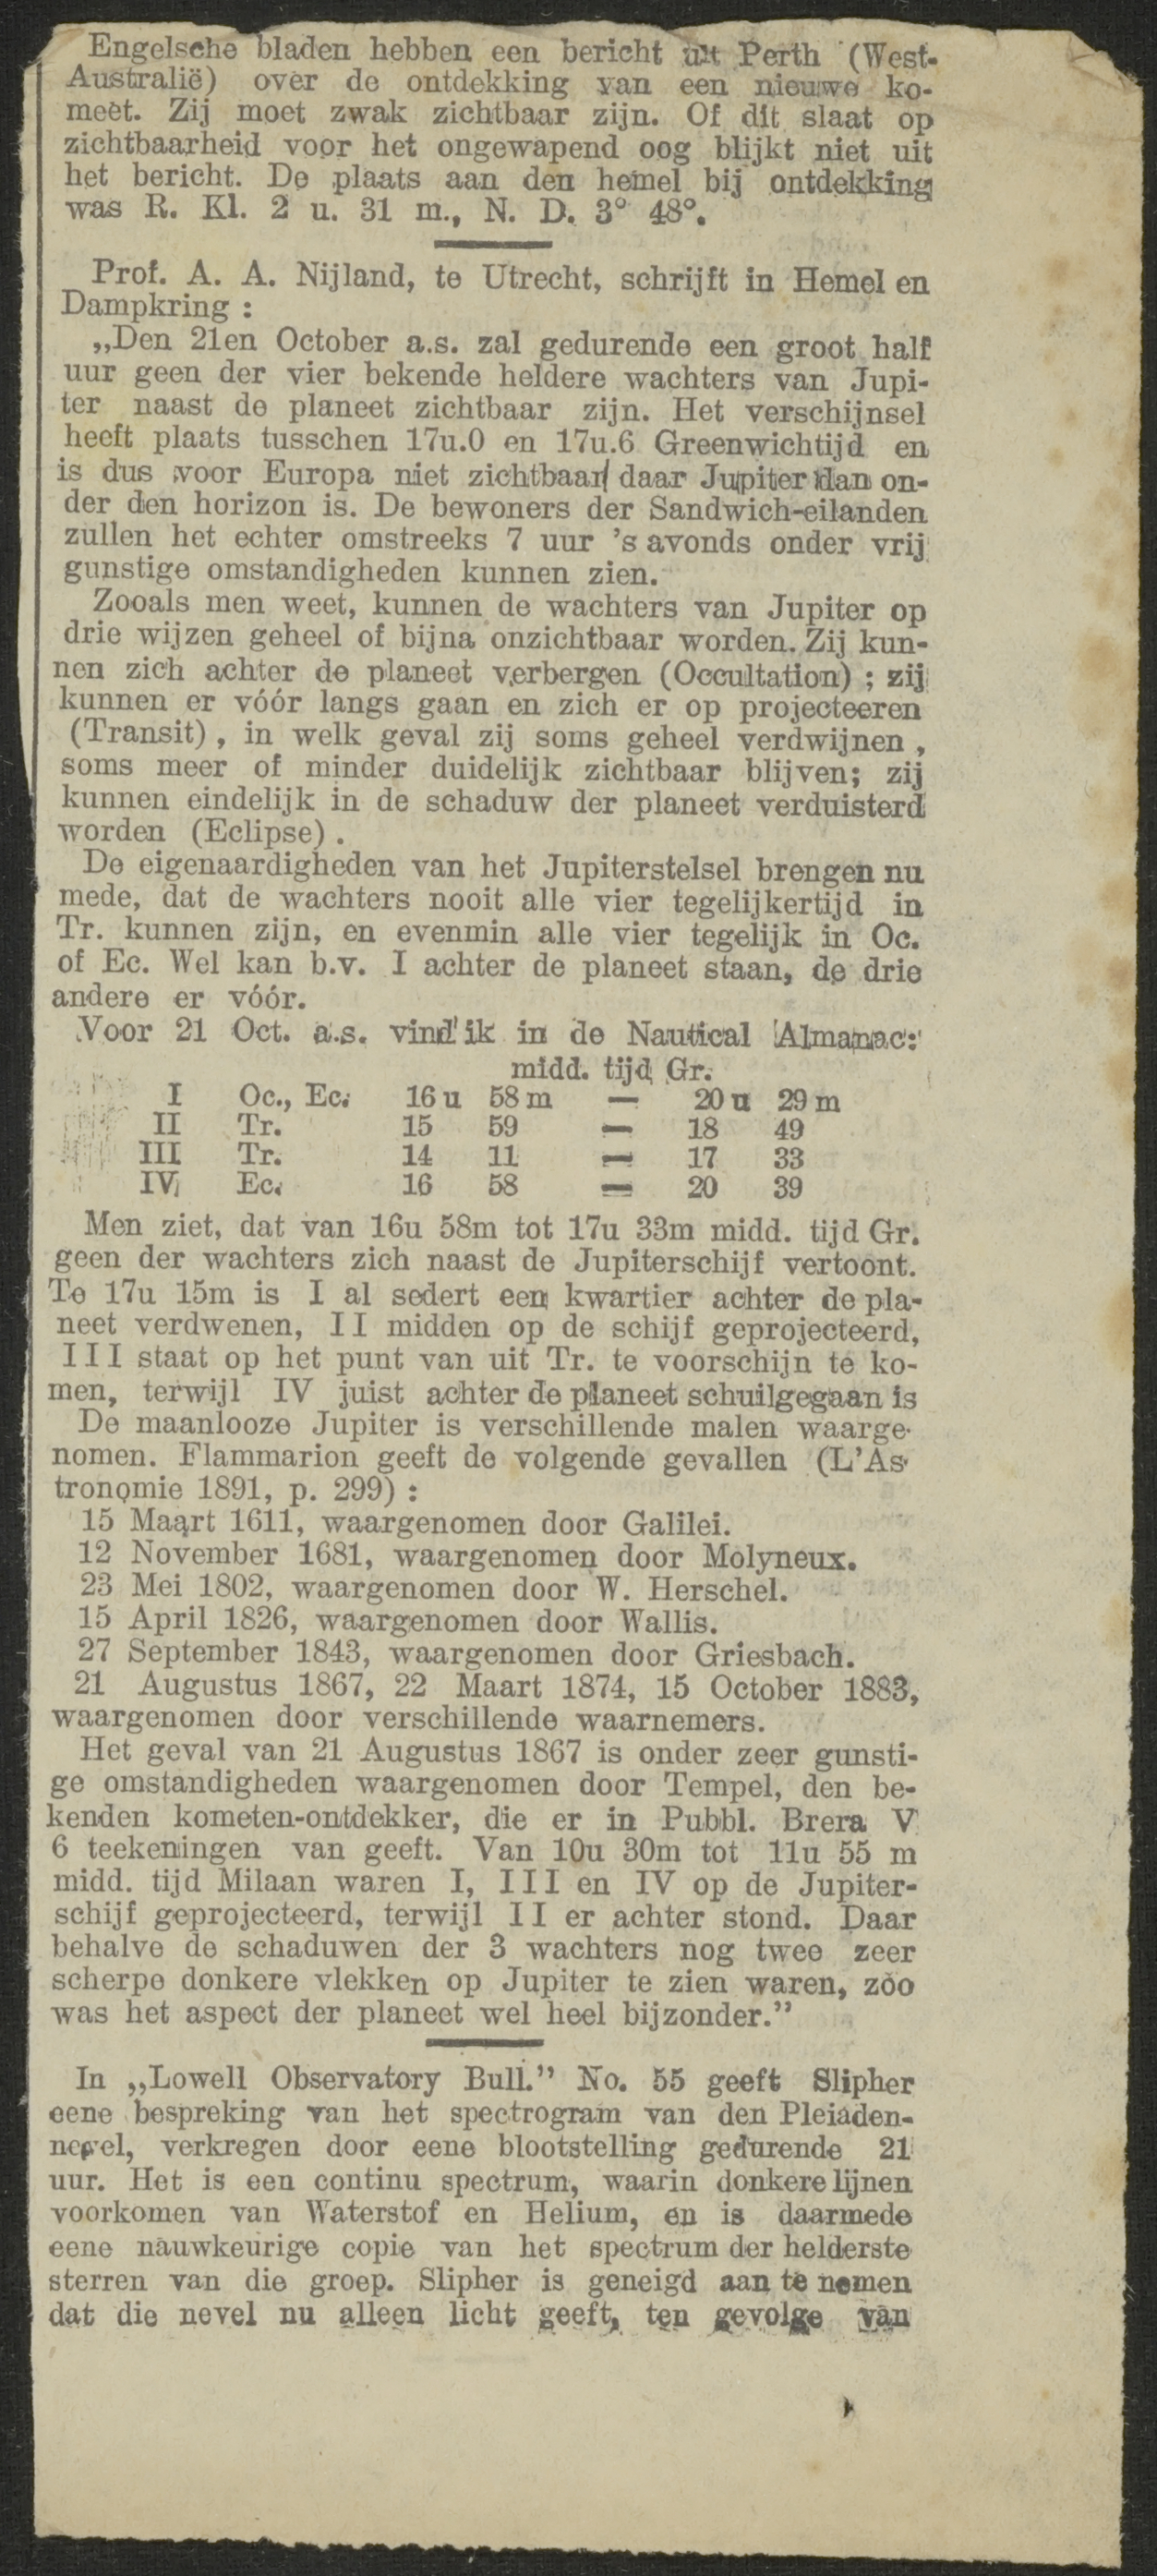 Engelsche bladen hebben een bericht uit Perth (West-
Australië) over de ontdekking van een nieuwe ko-
meet. Zij moet zwak zichtbaar zijn. Of dit slaat op
zichtbaarheid voor het ongewapend oog blijkt niet uit
het bericht. De plaats aan den hemel bij ontdekking
was R. Kl. 2 u. 31 m., N. D. 3° 48°.
Prof. A. A. Nijland, te Utrecht, schrijft in Hemel en
Dampkring :
„Den 21en October a.s. zal gedurende een groot half
uur geen der vier bekende heldere wachters van Jupi-
ter naast de planeet zichtbaar zijn. Het verschijnsel
heeft plaats tusschen 17u.0 en 17u.6 Greenwichtijd en
is dus voor Europa niet zichtbaar daar Jupiter dan on-
der den horizon is. De bewoners der Sandwich-eilanden
zullen het echter omstreeks 7 uur 's avonds onder vrij
gunstige omstandigheden kunnen zien.
Zooals men weet, kunnen de wachters van Jupiter op
drie wijzen geheel of bijna onzichtbaar worden. Zij kun-
nen zich achter de planeet verbergen (Occultation) ; zij
kunnen er vóór langs gaan en zich er op projecteeren
(Transit) , in welk geval zij soms geheel verdwijnen ,
soms meer of minder duidelijk zichtbaar blijven; zij
kunnen eindelijk in de schaduw der planeet verduisterd
worden (Eclipse) .
De eigenaardigheden van het Jupiterstelsel brengen nu
mede, dat de wachters nooit alle vier tegelijkertijd in
Tr. kunnen zijn, en evenmin alle vier tegelijk in Oc.
of Ec. Wel kan b.v. I achter de planeet staan, de drie
andere er vóór.
Voor 21 Oct. a.s. vind ik in de Nautical Almanac:
midd. tijd Gr.
I Oc., Ec. 16 u 58 m — 20 u 29 m
II Tr. 15 59 — 18 49
III Tr. 14 11 — 17 33
IV Ec. 16 58 — 20 39
Men ziet, dat van 16u 58m tot 17u 33m midd. tijd Gr.
geen der wachters zich naast de Jupiterschijf vertoont.
Te 17u 15m is I al sedert een kwartier achter de pla-
neet verdwenen, II midden op de schijf geprojecteerd,
III staat op het punt van uit Tr. te voorschijn te ko-
men, terwijl IV juist achter de planeet schuilgegaan is
De maanlooze Jupiter is verschillende malen waarge-
nomen. Flammarion geeft de volgende gevallen (L'As-
tronomie 1891, p. 299) :
15 Maart 1611, waargenomen door Galilei.
12 November 1681, waargenomen door Molyneux.
23 Mei 1802, waargenomen door W. Herschel.
15 April 1826, waargenomen door Wallis.
27 September 1843, waargenomen door Griesbach.
21 Augustus 1867, 22 Maart 1874, 15 October 1883,
waargenomen door verschillende waarnemers.
Het geval van 21 Augustus 1867 is onder zeer gunsti-
ge omstandigheden waargenomen door Tempel, den be-
kenden kometen-ontdekker, die er in Pubbl. Brera V
6 teekeningen van geeft. Van 10u 30m tot 11u 55 m
midd. tijd Milaan waren I, III en IV op de Jupiter-
schijf geprojecteerd, terwijl II er achter stond. Daar
behalve de schaduwen der 3 wachters nog twee zeer
scherpe donkere vlekken op Jupiter te zien waren, zóo
was het aspect der planeet wel heel bijzonder."
In „Lowell Observatory Bull." No. 55 geeft Slipher
eene bespreking van het spectrogram van den Pleiaden-
nevel, verkregen door eene blootstelling gedurende 21
uur. Het is een continu spectrum, waarin donkere lijnen
voorkomen van Waterstof en Helium, en is daarmede
eene nauwkeurige copie van het spectrum der helderste
sterren van die groep. Slipher is geneigd aan te nemen
dat die nevel nu alleen licht geeft, ten gevolge van